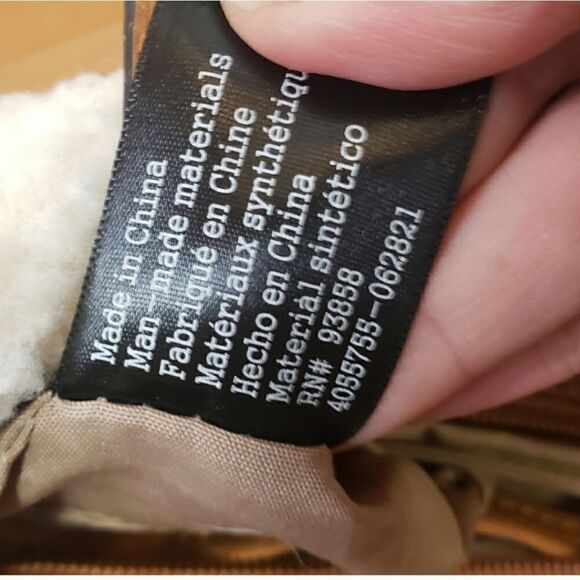 Made in China
Man-made materials
Fabriqué en Chine
Matériaux synthétiqu
Hecho en China
Material sintético
RN# 93858
4055755-062821